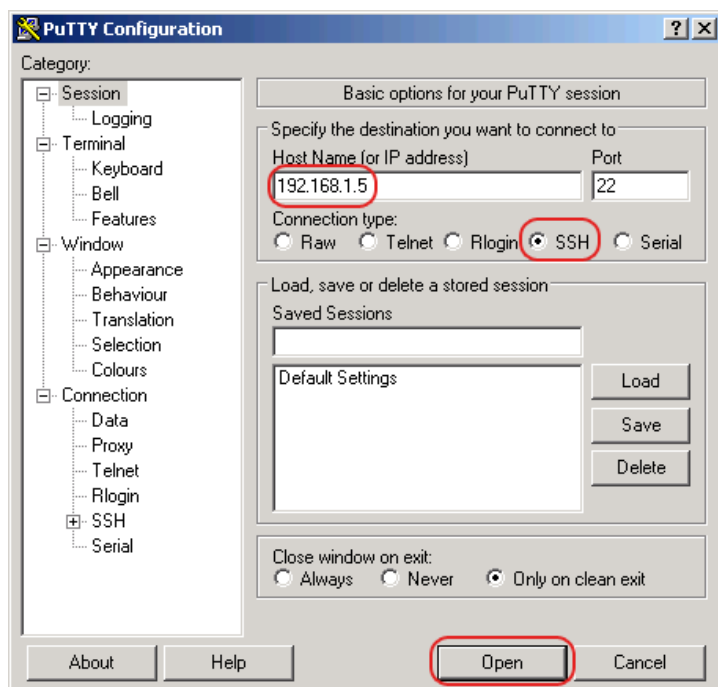 PuTTY Configuration
Category:
Session
Logging
Terminal
Keyboard
Bell
Features
Window
Appearance
Behaviour
Translation
Selection
Colours
Connection
Data
Proxy
Telnet
Rlogin
SSH
Serial
Basic options for your PuTTY session
Specify the destination you want to connect to
Host Name (or IP address) Port
192.168.1.5 22
Connection type:
Raw Telnet Rlogin SSH Serial
Load, save or delete a stored session
Saved Sessions
Default Settings
Load
Save
Delete
Close window on exit:
Always Never Only on clean exit
About Help Open Cancel